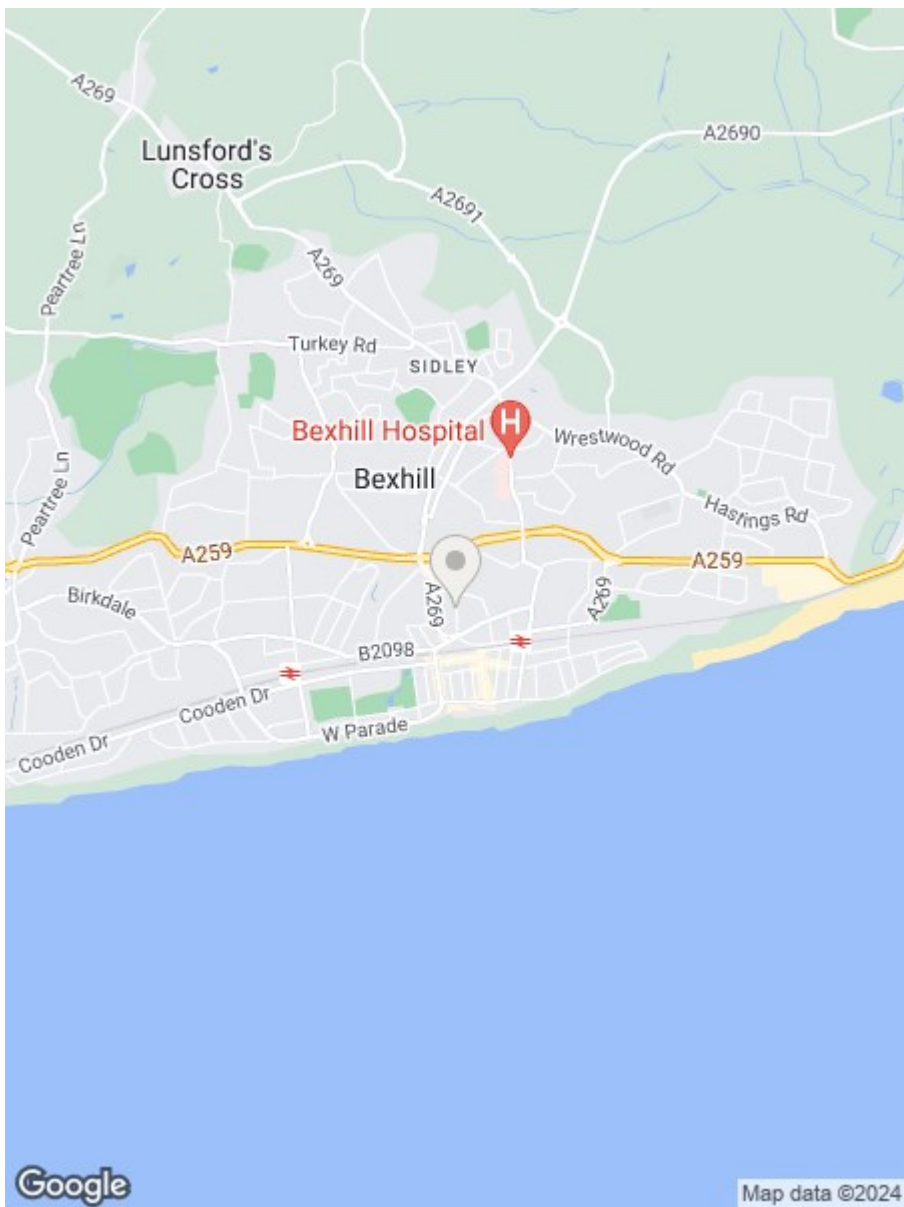 A269
A2690
Lunsford's
Cross
A2691
Peartree Ln
A269
Turkey Rd
SIDLEY
Bexhill Hospital
H
Wrestwood Rd
Bexhill
Peartree Ln
Hastings Rd
A259
A259
Birkdale
A269
A269
B2098
Cooden Dr
W Parade
Cooden Dr
Google
Map data ©2024